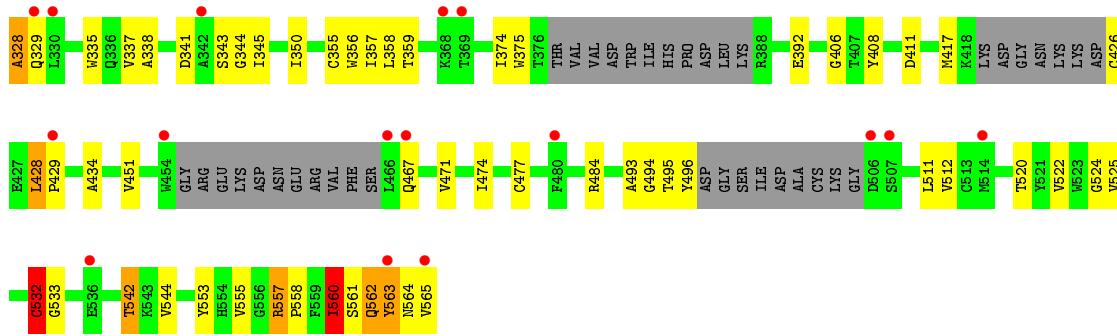 A328 Q329 L330 W335 Q336 V337 A338 D341 A342 S343 G344 I345 I350 C355 W356 I357 L358 T359 K368 T369 I374 W375 T376 THR VAL VAL ASP TRP ILE HIS PRO ASP LEU LYS R388 E392 G406 T407 Y408 D411 M417 K418 LYS ASP GLY ASN LYS LYS ASP C426
E427 L428 P429 A434 V451 W454 GLY ARG GLU LYS ASP ASN GLU ARG VAL PHE SER L466 Q467 V471 I474 C477 F480 R484 A493 G494 T495 Y496 ASP GLY SER ILE ASP ALA CYS LYS GLY D506 S507 L511 V512 C513 M514 T520 Y521 V522 W523 G524 V525
C532 G533 E536 T542 K543 V544 Y553 H554 V555 G556 R557 P558 F559 I560 S561 Q562 Y563 N564 V565